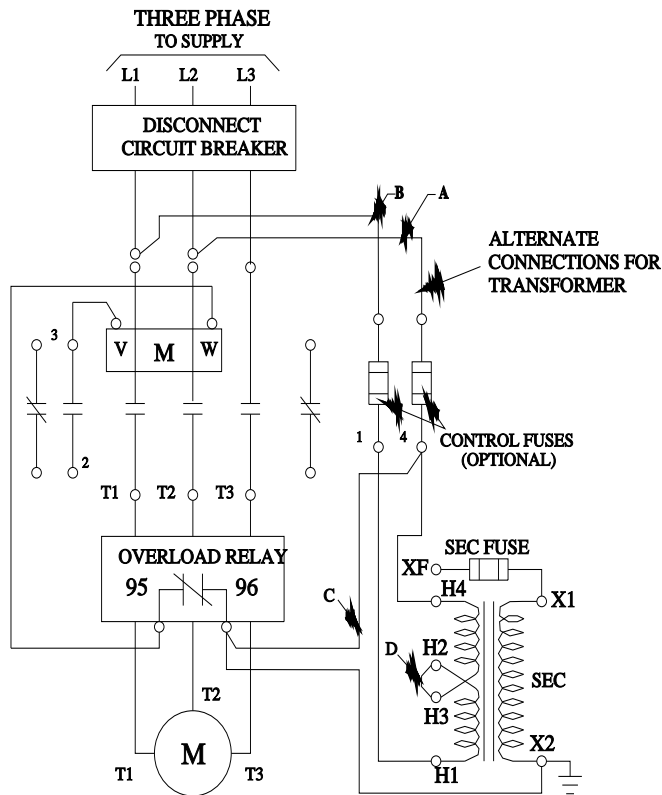 THREE PHASE
TO SUPPLY
L1 L2 L3
DISCONNECT
CIRCUIT BREAKER
B A
ALTERNATE
CONNECTIONS FOR
TRANSFORMER
3 V M W
1 4
CONTROL FUSES
(OPTIONAL)
2
T1 T2 T3
OVERLOAD RELAY
95 96
SEC FUSE
XF
H4 X1
C
D H2
SEC
H3
T2
X2
M
T1 T3
H1